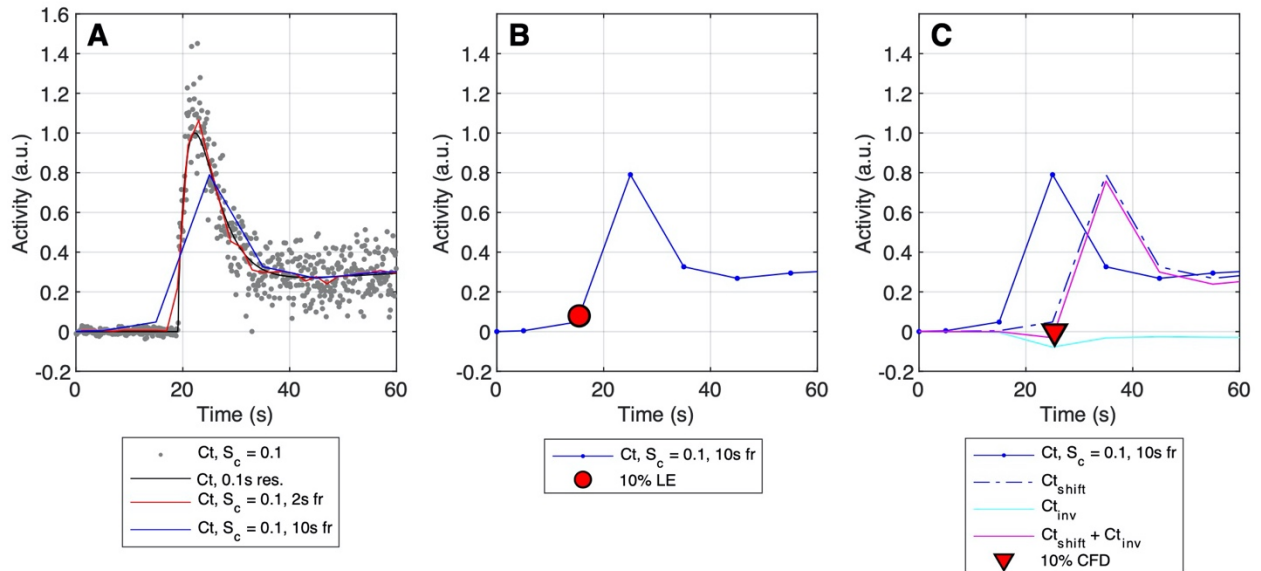 A
1.6
1.4
1.2
1.0
0.8
0.6
0.4
0.2
0
-0.2
Activity (a.u.)
0 20 40 60
Time (s)
Ct, S_c = 0.1
Ct, 0.1s res.
Ct, S_c = 0.1, 2s fr
Ct, S_c = 0.1, 10s fr
B
1.4
1.2
1.0
0.8
0.6
0.4
0.2
0
-0.2
Activity (a.u.)
0 20 40 60
Time (s)
Ct, S_c = 0.1, 10s fr
10% LE
C
1.4
1.2
1.0
0.8
0.6
0.4
0.2
0
-0.2
Activity (a.u.)
0 20 40 60
Time (s)
Ct, S_c = 0.1, 10s fr
Ct_shift
Ct_inv
Ct_shift + Ct_inv
10% CFD